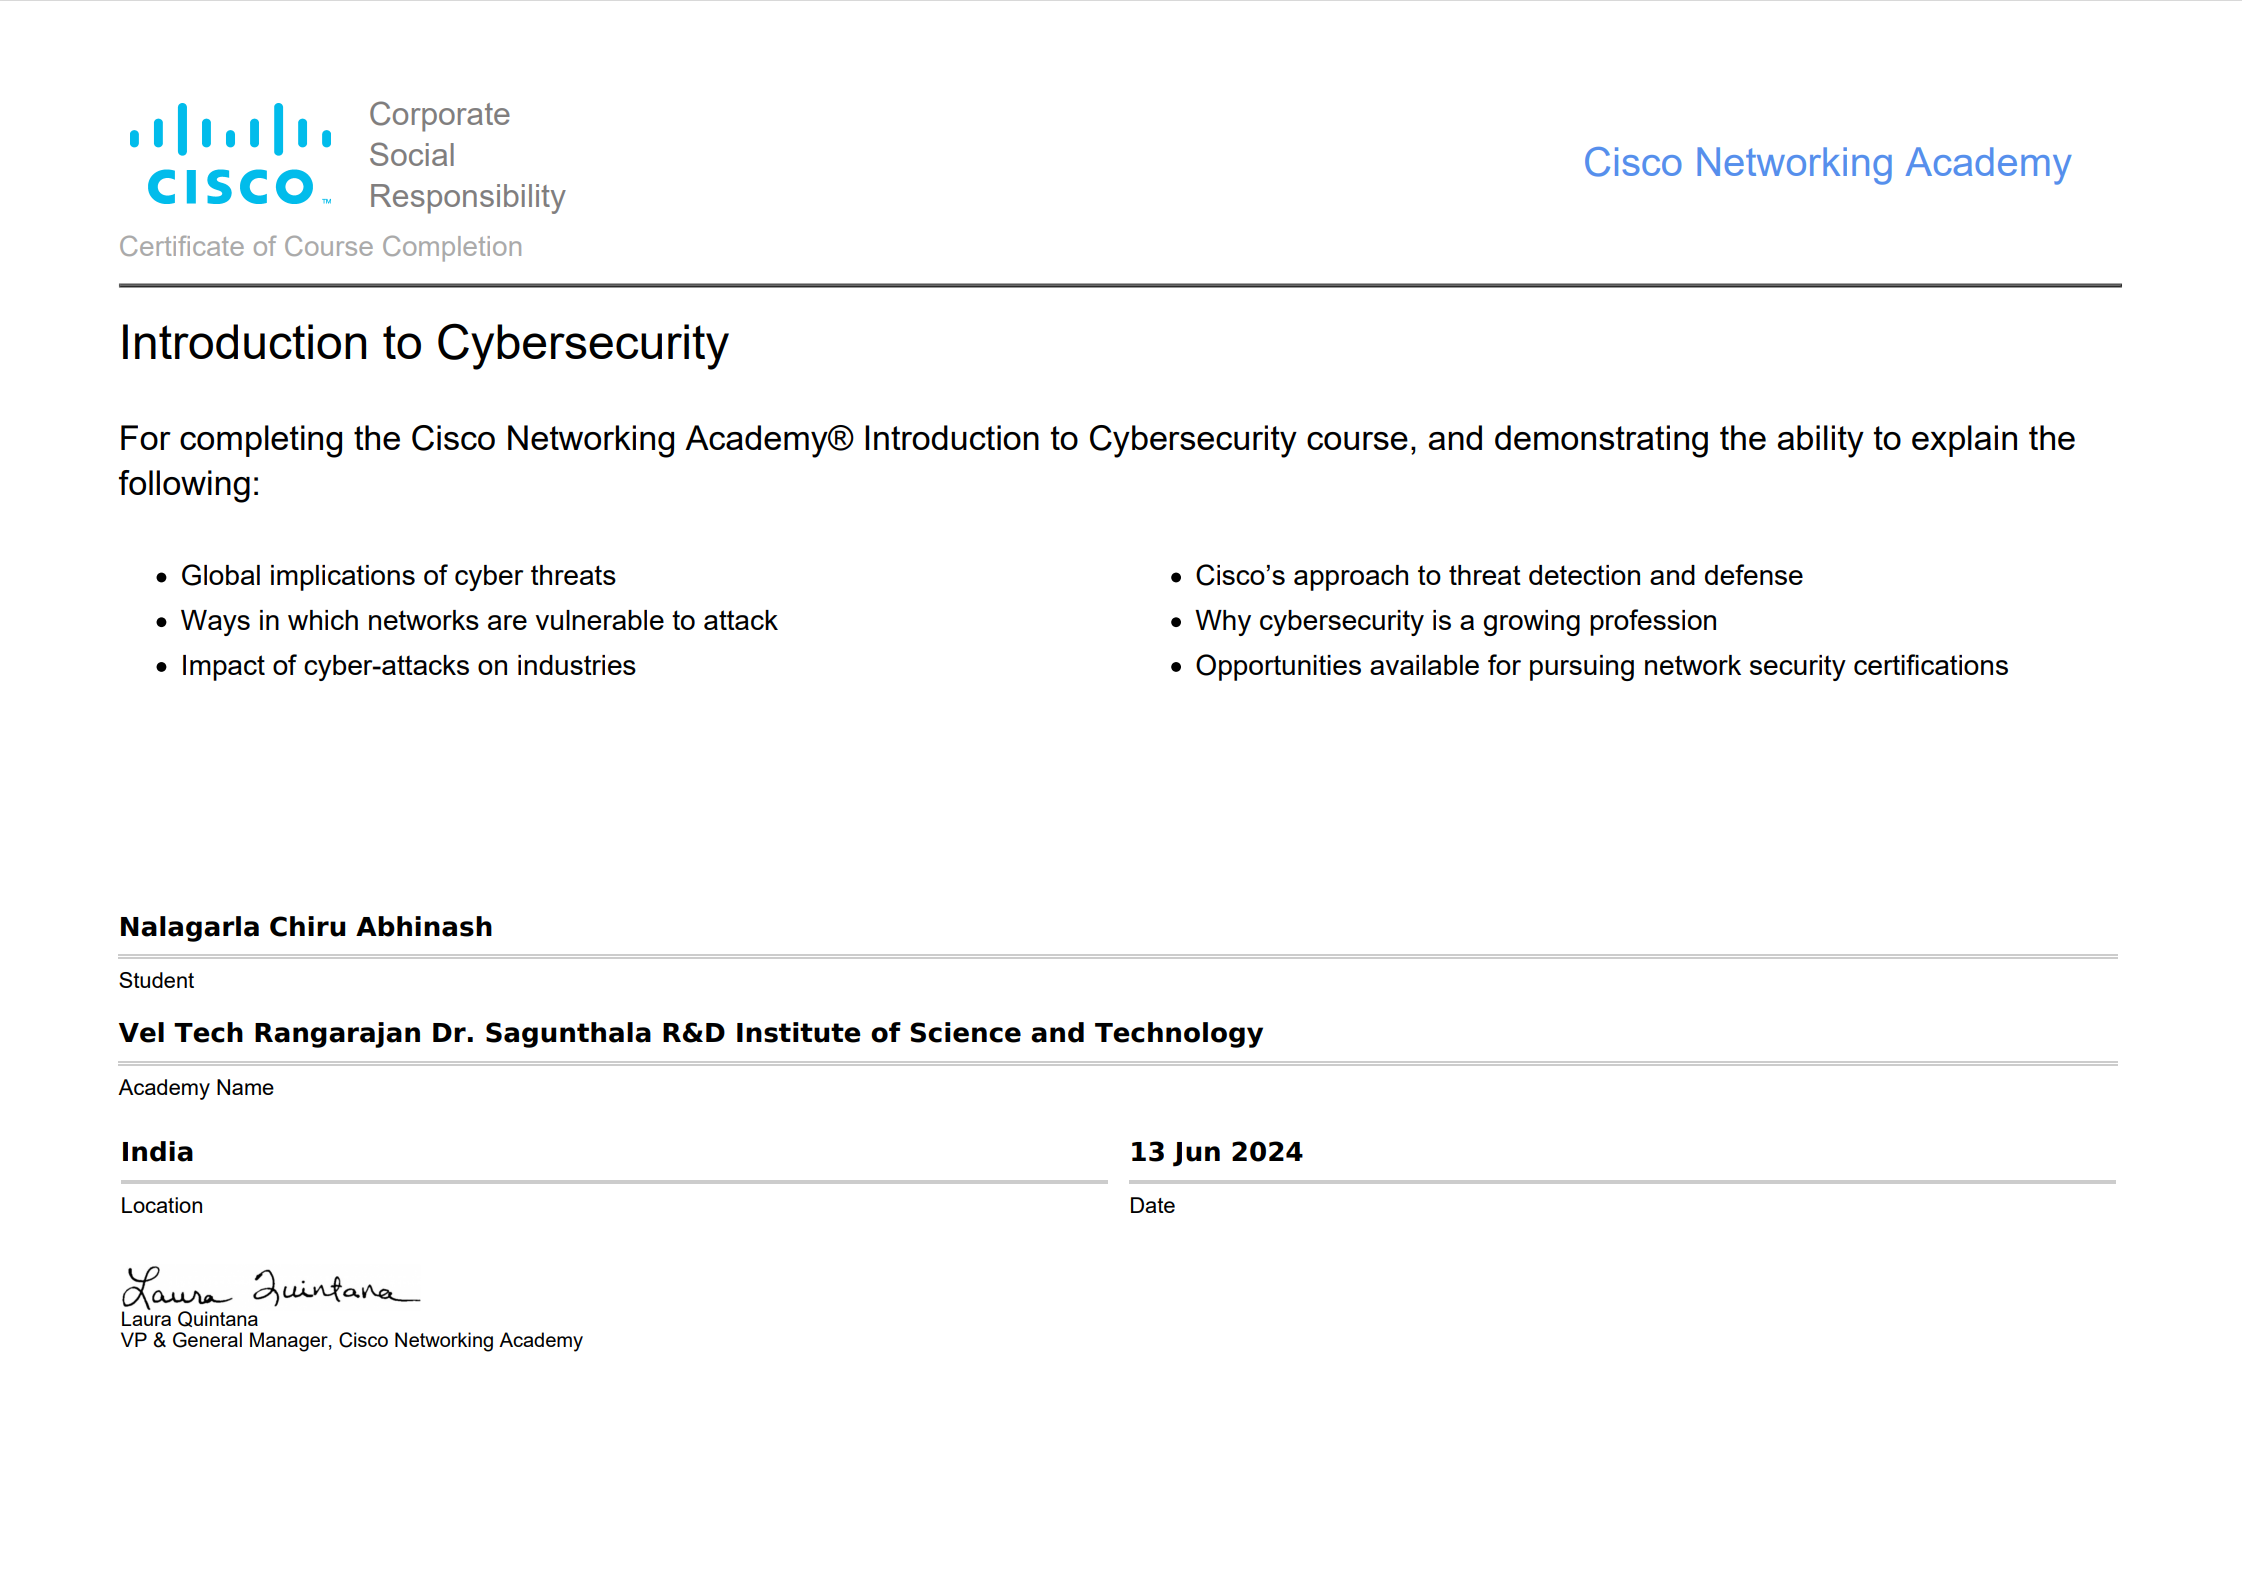 Corporate
Social
Responsibility
CISCO™
Cisco Networking Academy
Certificate of Course Completion
Introduction to Cybersecurity
For completing the Cisco Networking Academy® Introduction to Cybersecurity course, and demonstrating the ability to explain the
following:
• Global implications of cyber threats
• Ways in which networks are vulnerable to attack
• Impact of cyber-attacks on industries
• Cisco’s approach to threat detection and defense
• Why cybersecurity is a growing profession
• Opportunities available for pursuing network security certifications
Nalagarla Chiru Abhinash
Student
Vel Tech Rangarajan Dr. Sagunthala R&D Institute of Science and Technology
Academy Name
India
Location
13 Jun 2024
Date
Laura Quintana
Laura Quintana
VP & General Manager, Cisco Networking Academy